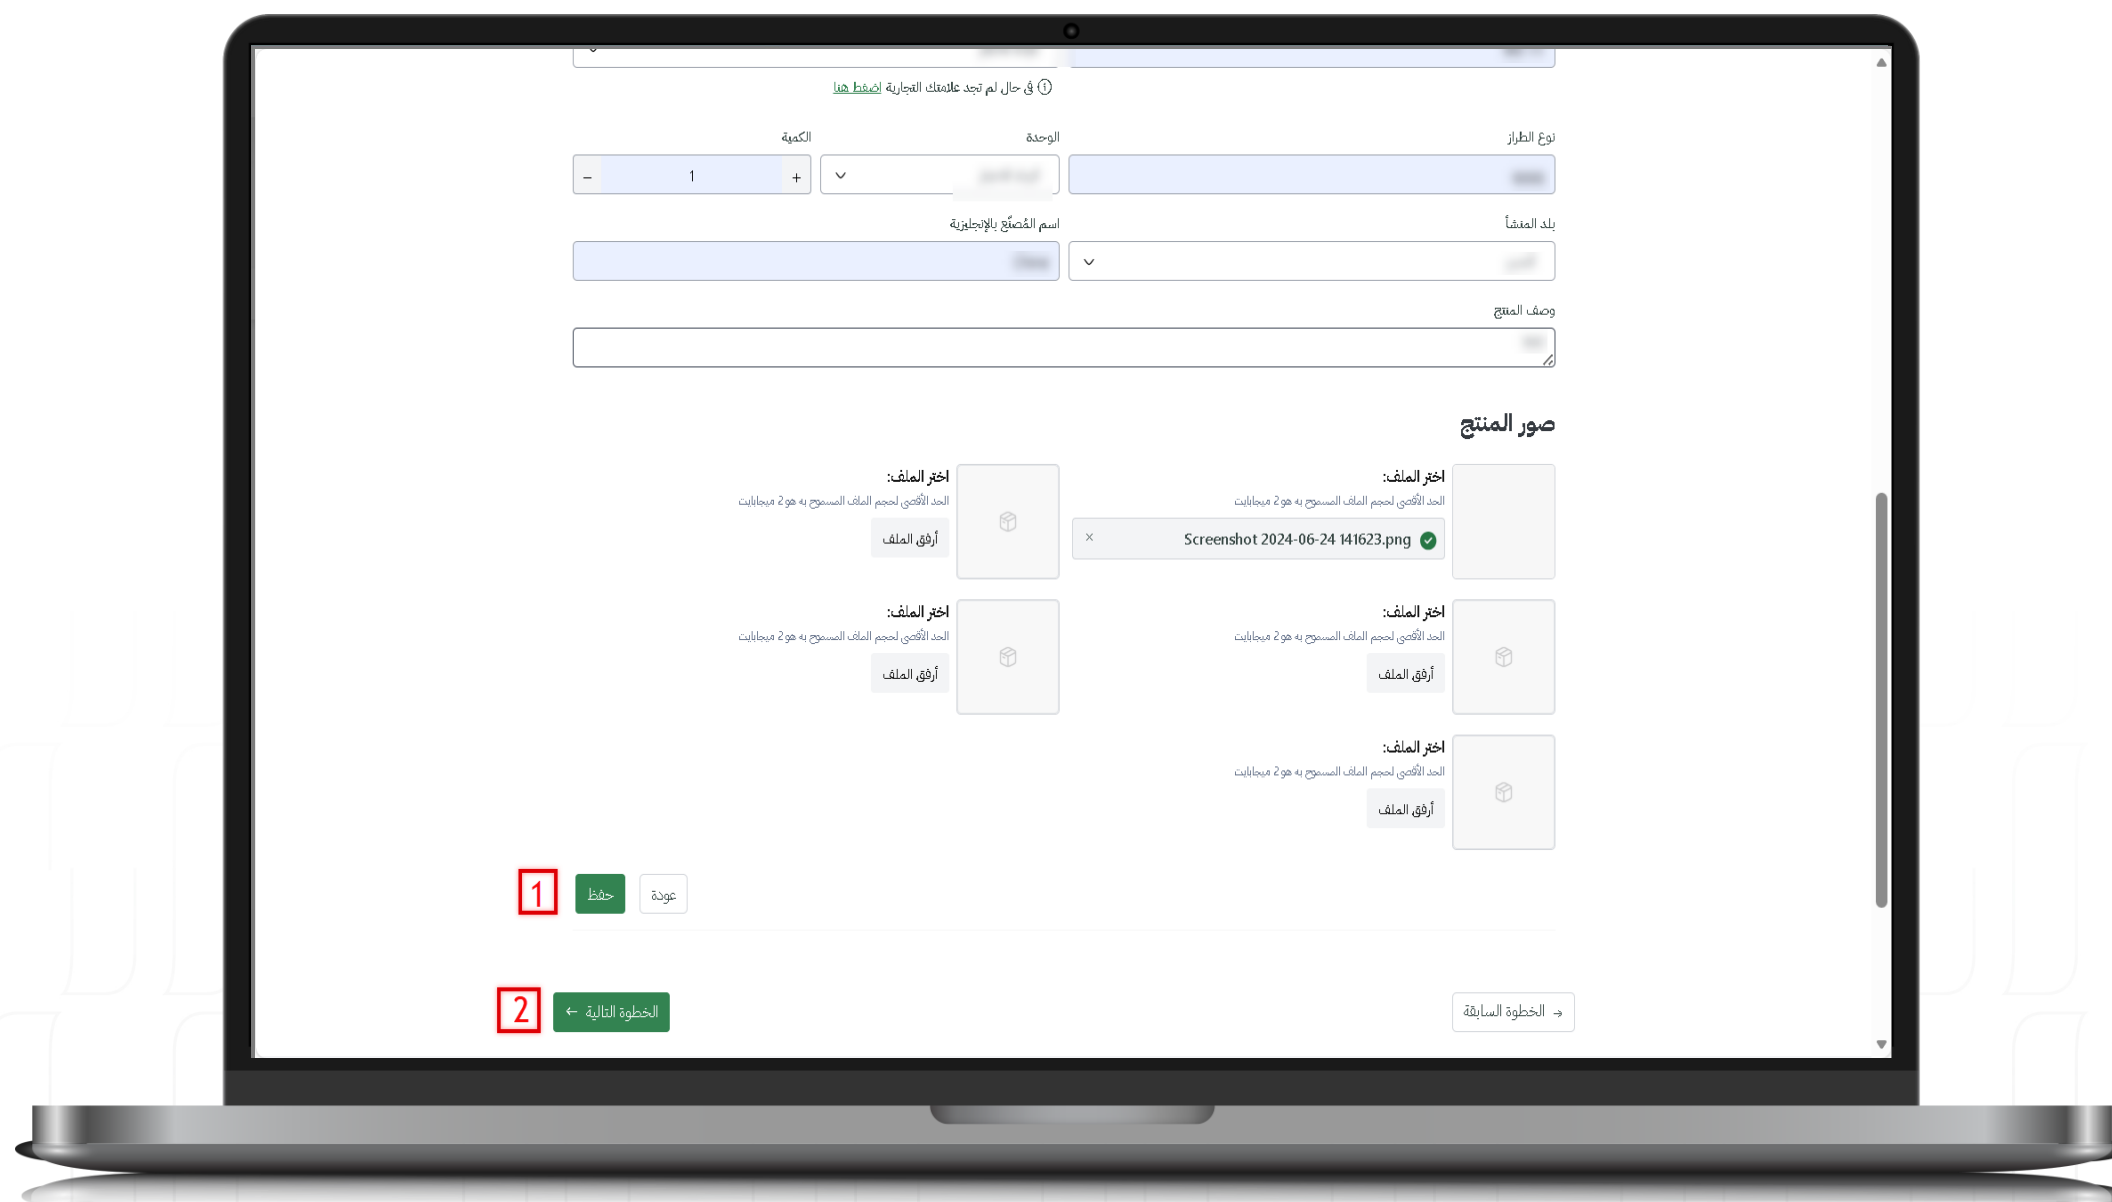 في حال لم تجد علامتك التجارية اضغط هنا
نوع الطراز
الوحدة
الكمية
+ 1 −
بلد المنشأ
اسم المُصنّع بالإنجليزية
وصف المنتج
صور المنتج
اختر الملف:
الحد الأقصى لحجم الملف المسموح به هو 2 ميجابايت
Screenshot 2024-06-24 141623.png
اختر الملف:
الحد الأقصى لحجم الملف المسموح به هو 2 ميجابايت
أرفق الملف
اختر الملف:
الحد الأقصى لحجم الملف المسموح به هو 2 ميجابايت
أرفق الملف
اختر الملف:
الحد الأقصى لحجم الملف المسموح به هو 2 ميجابايت
أرفق الملف
اختر الملف:
الحد الأقصى لحجم الملف المسموح به هو 2 ميجابايت
أرفق الملف
عودة
حفظ
1
→ الخطوة السابقة
الخطوة التالية ←
2